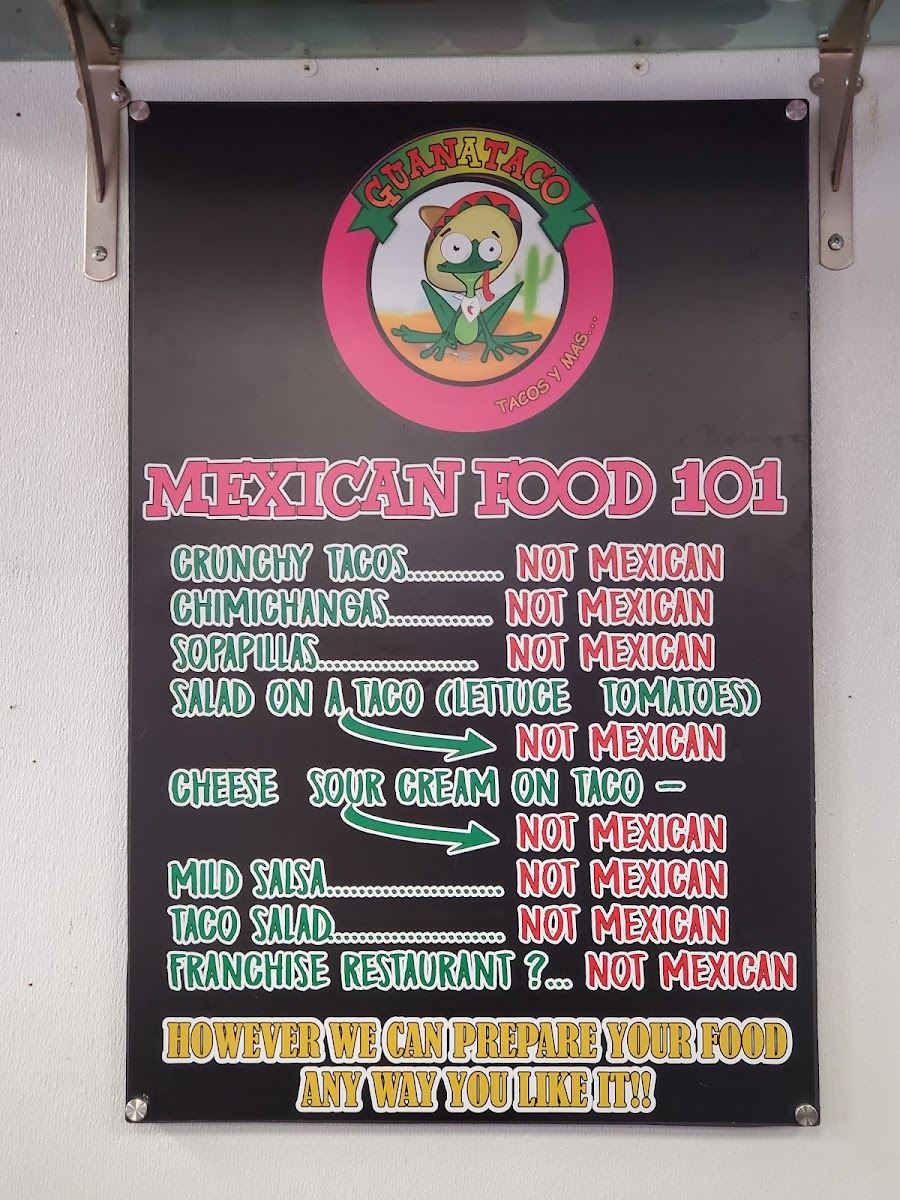 GUANATACO
TACOS Y MAS...
MEXICAN FOOD 101
CRUNCHY TACOS............ NOT MEXICAN
CHIMICHANGAS............. NOT MEXICAN
SOPAPILLAS.................... NOT MEXICAN
SALAD ON A TACO (LETTUCE TOMATOES)
NOT MEXICAN
CHEESE SOUR CREAM ON TACO –
NOT MEXICAN
MILD SALSA...................... NOT MEXICAN
TACO SALAD...................... NOT MEXICAN
FRANCHISE RESTAURANT ?... NOT MEXICAN
HOWEVER WE CAN PREPARE YOUR FOOD
ANY WAY YOU LIKE IT!!